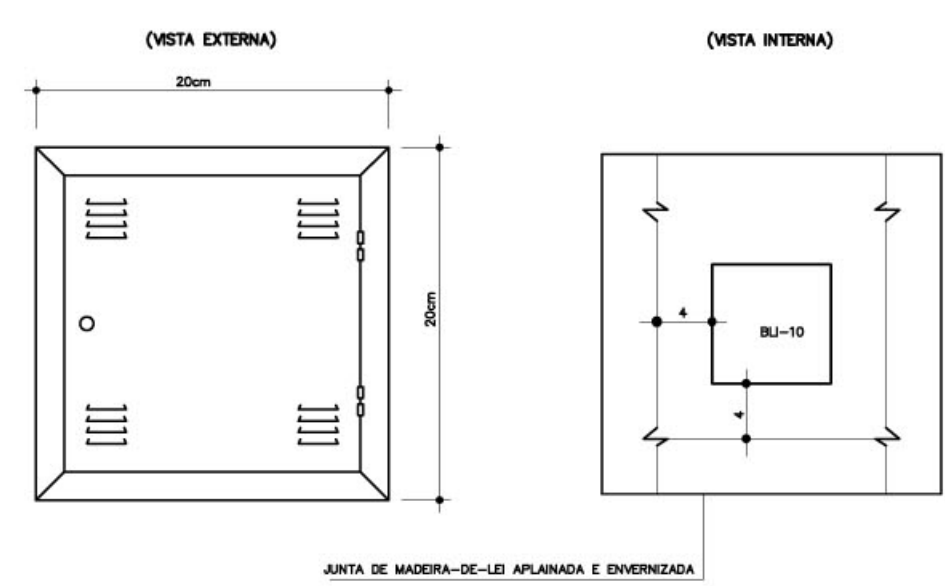 (VISTA EXTERNA)
(VISTA INTERNA)
20cm
20cm
4
BLI-10
4
JUNTA DE MADEIRA-DE-LEI APLAINADA E ENVERNIZADA